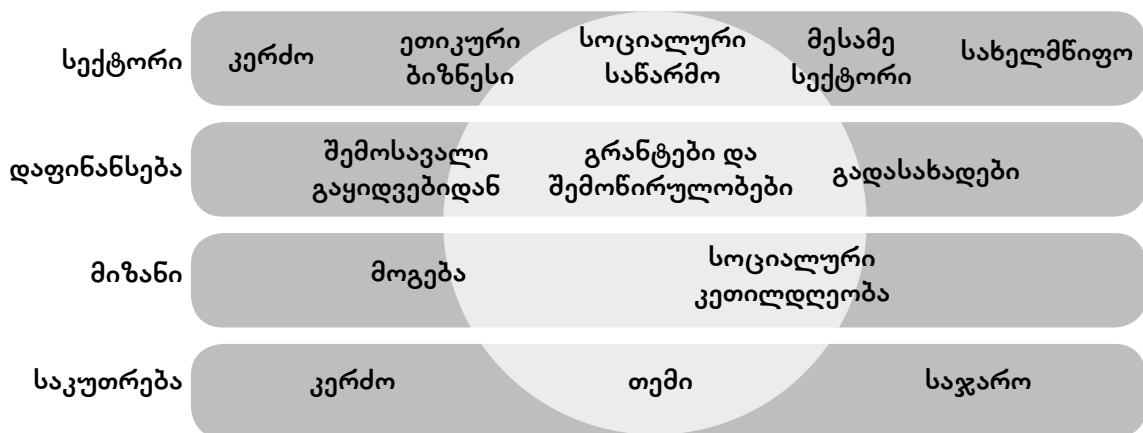 სექტორი
კერძო
ეთიკური
ბიზნესი
სოციალური
საწარმო
მესამე
სექტორი
სახელმწიფო
დაფინანსება
შემოსავალი
გაყიდვებიდან
გრანტები და
შემოწირულობები
გადასახადები
მიზანი
მოგება
სოციალური
კეთილდღეობა
საკუთრება
კერძო
თემი
საჯარო